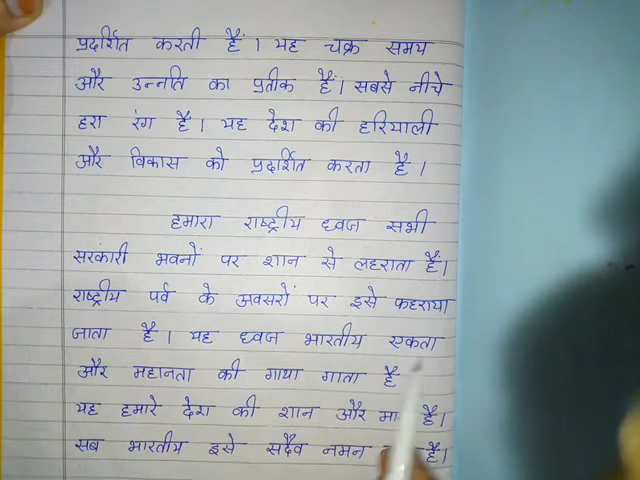 प्रदर्शित करती हैं। यह चक्र समय
और उन्नति का प्रतीक हैं। सबसे नीचे
हरा रंग हैं। यह देश की हरियाली
और विकास को प्रदर्शित करता है।
हमारा राष्ट्रीय ध्वज सभी
सरकारी भवनों पर शान से लहराता हैं।
राष्ट्रीय पर्व के अवसरों पर इसे फहराया
जाता है। यह ध्वज भारतीय एकता
और महानता की गाथा गाता है
यह हमारे देश की शान और है।
सब भारतीय इसे सदैव नमन है।